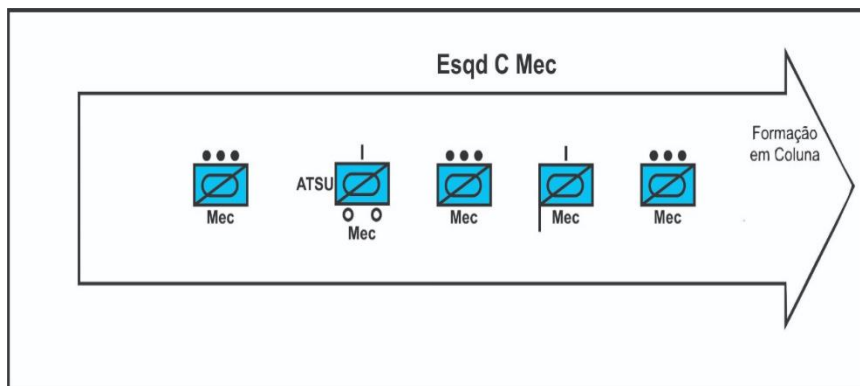 Esqd C Mec
Formação
em Coluna
ATSU
Mec
Mec
Mec
Mec
Mec